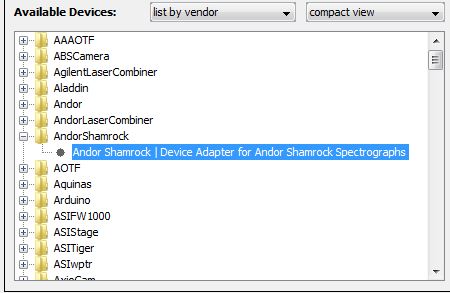 Available Devices: list by vendor compact view
AAAOTF
ABSCamera
AgilentLaserCombiner
Aladdin
Andor
AndorLaserCombiner
AndorShamrock
Andor Shamrock | Device Adapter for Andor Shamrock Spectrographs
AOTF
Aquinas
Arduino
ASIFW1000
ASIStage
ASITiger
ASIwptr
AxioCam